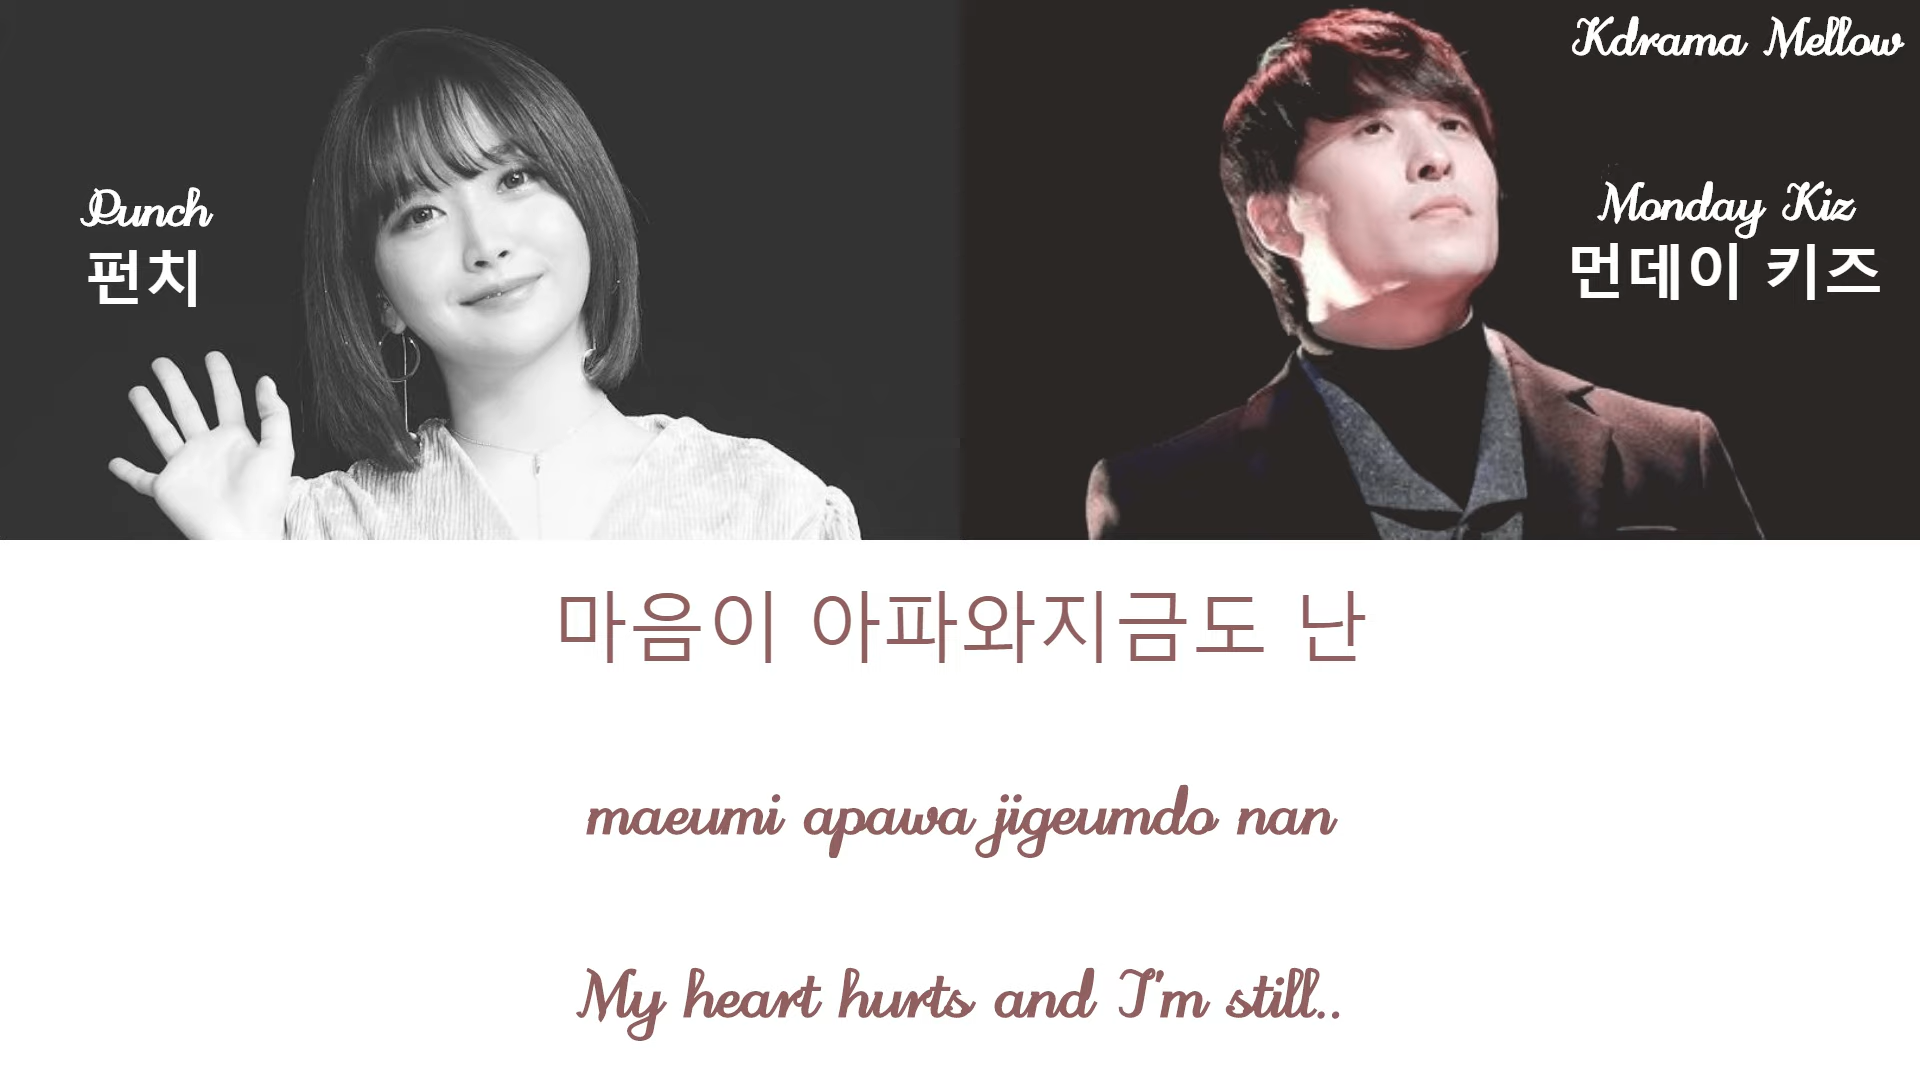 Kdrama Mellow
Punch
펀치
Monday Kiz
먼데이 키즈
마음이 아파와지금도 난
maeumi apawa jigeumdo nan
My heart hurts and I'm still..